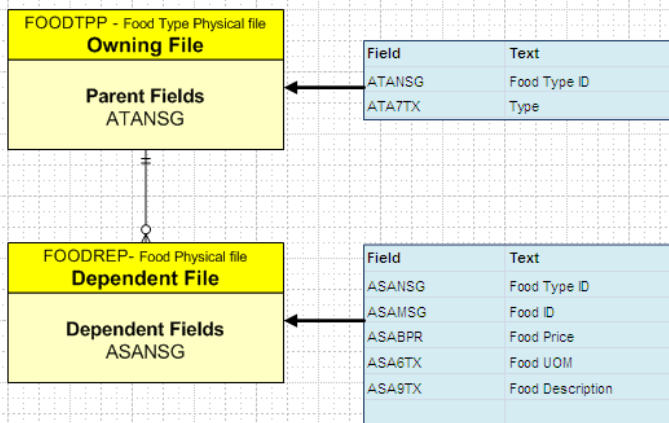 FOODTPP - Food Type Physical file
Owning File
Parent Fields
ATANSG
Field Text
ATANSG Food Type ID
ATA7TX Type
FOODREP- Food Physical file
Dependent File
Dependent Fields
ASANSG
Field Text
ASANSG Food Type ID
ASAMSG Food ID
ASABPR Food Price
ASA6TX Food UOM
ASA9TX Food Description